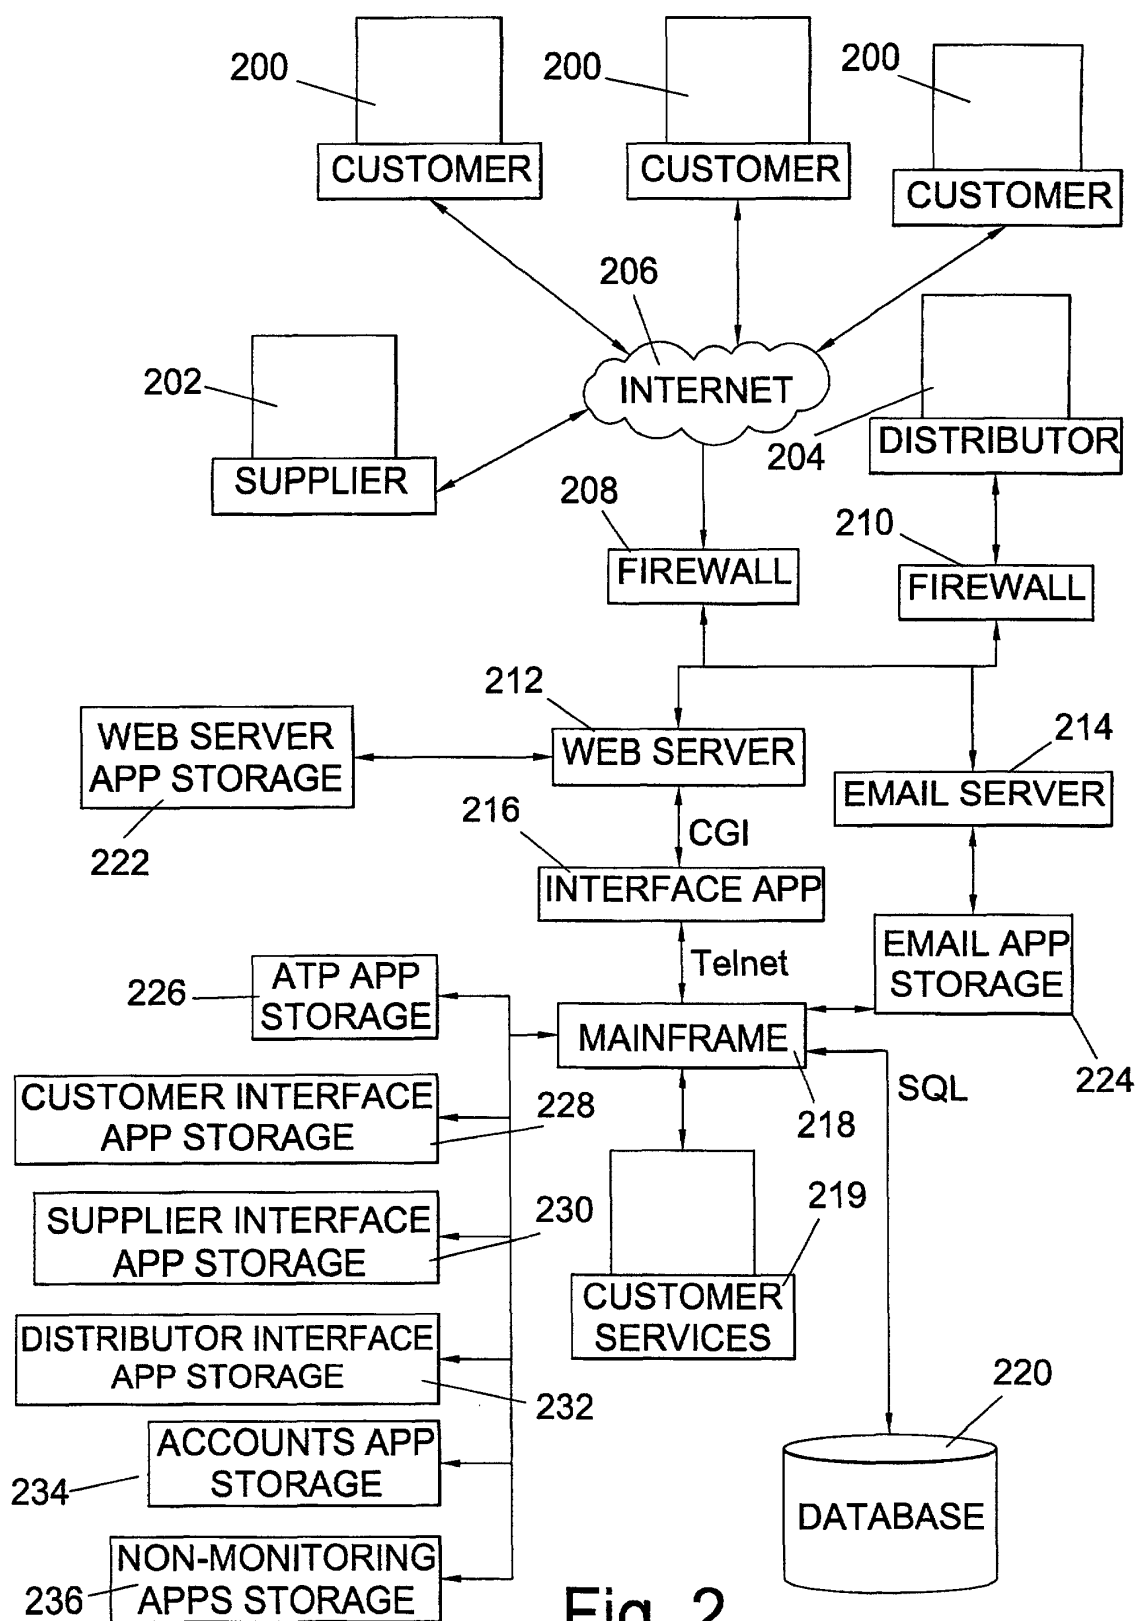 200
200
200
CUSTOMER
CUSTOMER
CUSTOMER
206
202
INTERNET
204
DISTRIBUTOR
SUPPLIER
208
210
FIREWALL
FIREWALL
212
214
WEB SERVER
APP STORAGE
WEB SERVER
EMAIL SERVER
222
216
CGI
INTERFACE APP
EMAIL APP
STORAGE
Telnet
226
ATP APP
STORAGE
MAINFRAME
224
SQL
218
CUSTOMER INTERFACE
APP STORAGE
228
219
SUPPLIER INTERFACE
APP STORAGE
230
CUSTOMER
SERVICES
DISTRIBUTOR INTERFACE
APP STORAGE
232
220
ACCOUNTS APP
STORAGE
234
DATABASE
NON-MONITORING
APPS STORAGE
236
Fig. 2